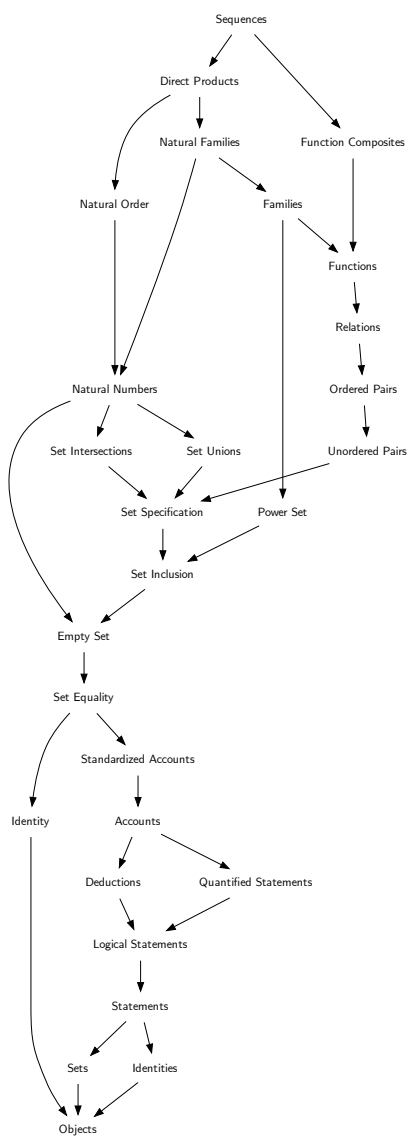 Sequences
Direct Products
Natural Families
Function Composites
Natural Order
Families
Functions
Relations
Natural Numbers
Ordered Pairs
Set Intersections
Set Unions
Unordered Pairs
Set Specification
Power Set
Set Inclusion
Empty Set
Set Equality
Standardized Accounts
Identity
Accounts
Deductions
Quantified Statements
Logical Statements
Statements
Sets
Identities
Objects